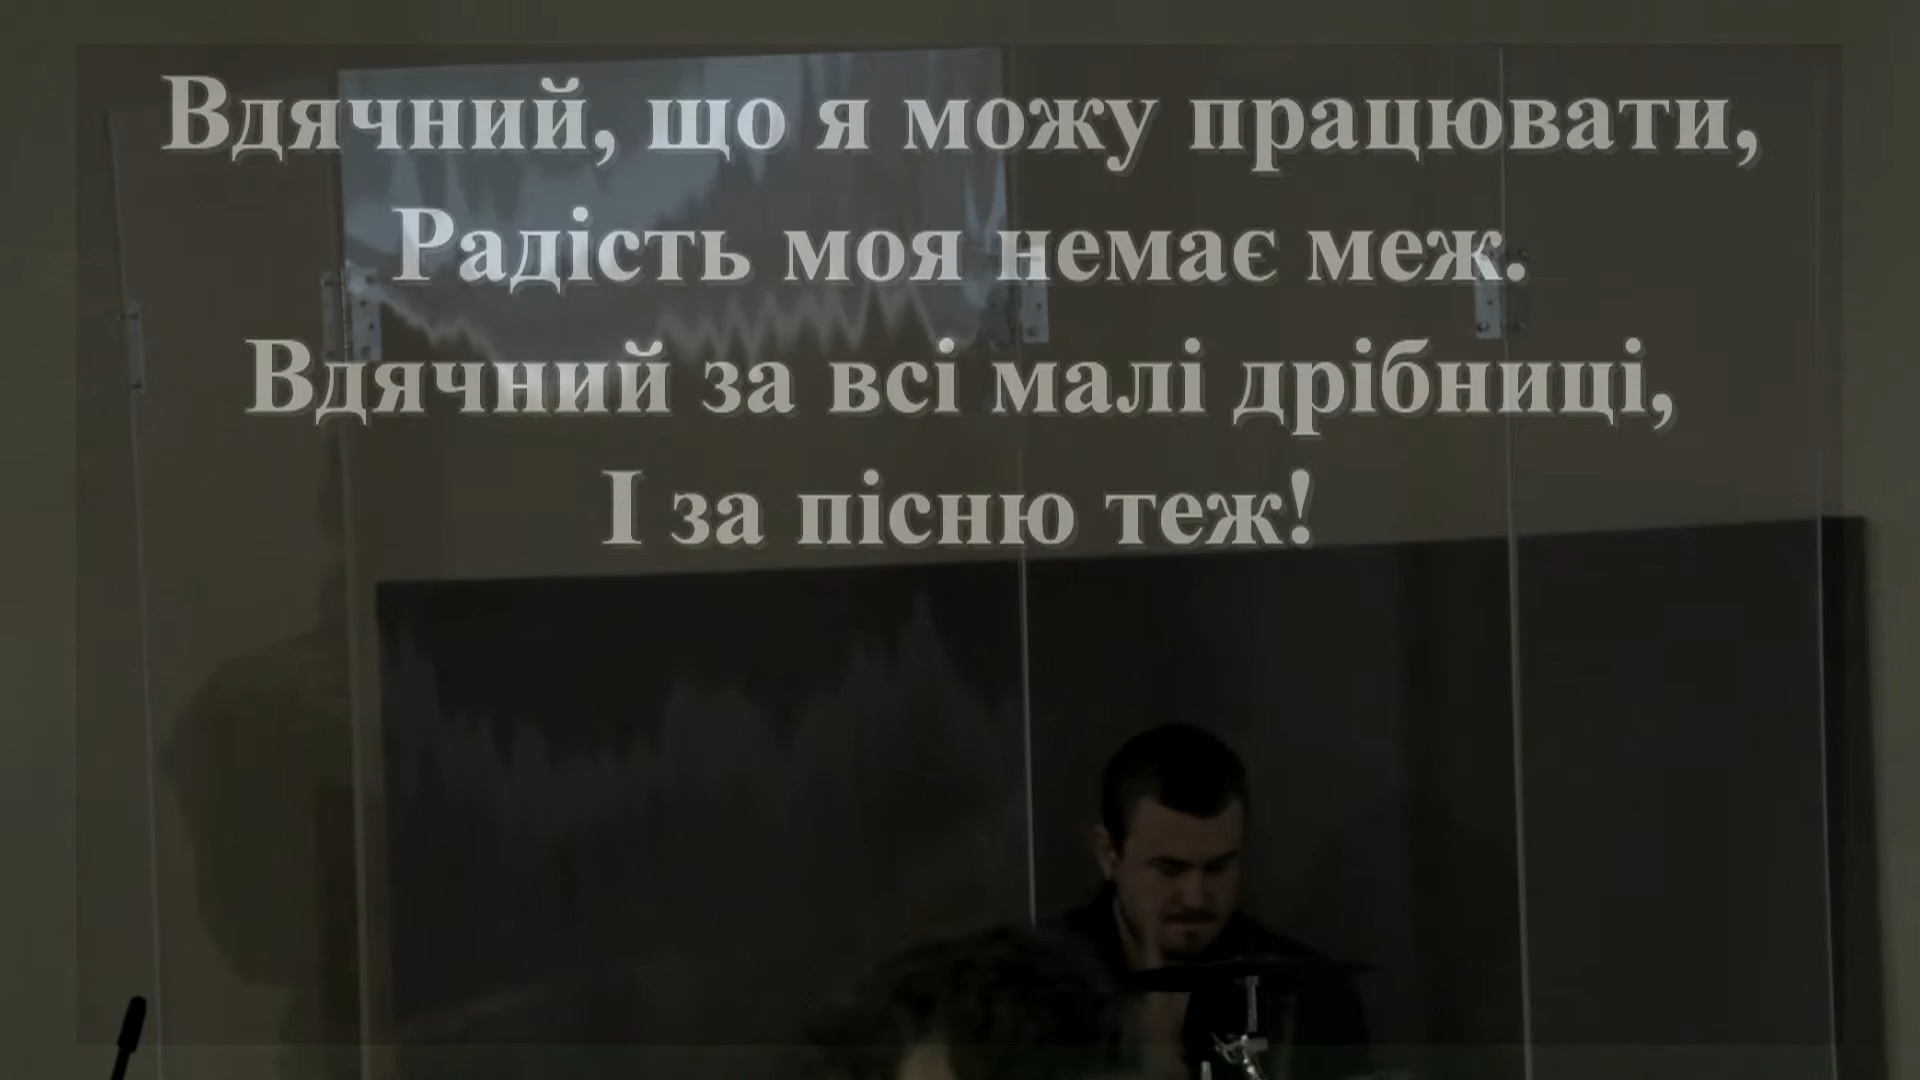 Вдячний, що я можу працювати,
Радість моя немає меж.
Вдячний за всі малі дрібниці,
І за пісню теж!